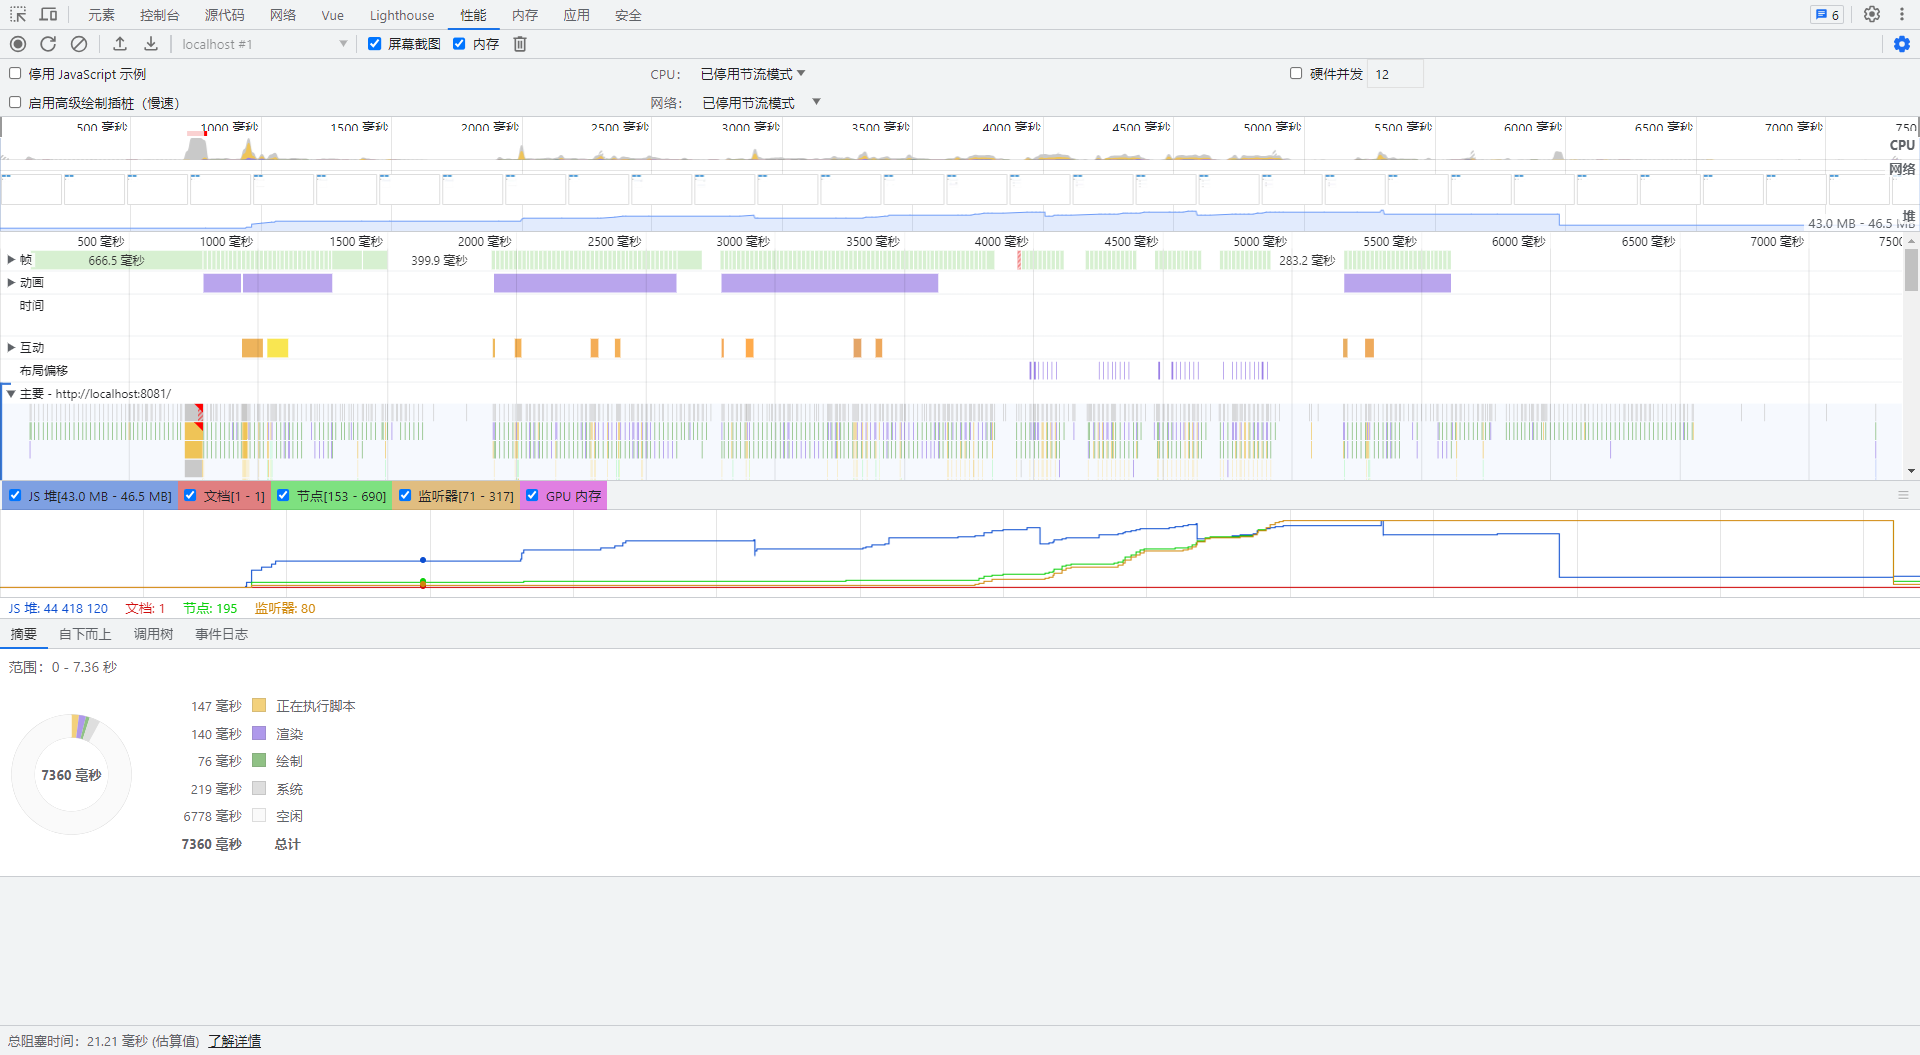 元素 控制台 源代码 网络 Vue Lighthouse 性能 内存 应用 安全 6
localhost #1 屏幕截图 内存
停用 JavaScript 示例 CPU： 已停用节流模式 硬件并发 12
启用高级绘制插桩（慢速） 网络： 已停用节流模式
500 毫秒 1000 毫秒 1500 毫秒 2000 毫秒 2500 毫秒 3000 毫秒 3500 毫秒 4000 毫秒 4500 毫秒 5000 毫秒 5500 毫秒 6000 毫秒 6500 毫秒 7000 毫秒 750
CPU
网络
堆
43.0 MB - 46.5 MB
500 毫秒 1000 毫秒 1500 毫秒 2000 毫秒 2500 毫秒 3000 毫秒 3500 毫秒 4000 毫秒 4500 毫秒 5000 毫秒 5500 毫秒 6000 毫秒 6500 毫秒 7000 毫秒 7500
帧 666.5 毫秒 399.9 毫秒 283.2 毫秒
动画
时间
互动
布局偏移
主要 - http://localhost:8081/
JS 堆[43.0 MB - 46.5 MB] 文档[1 - 1] 节点[153 - 690] 监听器[71 - 317] GPU 内存
JS 堆: 44 418 120 文档: 1 节点: 195 监听器: 80
摘要 自下而上 调用树 事件日志
范围：0 - 7.36 秒
147 毫秒 正在执行脚本
140 毫秒 渲染
76 毫秒 绘制
7360 毫秒
219 毫秒 系统
6778 毫秒 空闲
7360 毫秒 总计
总阻塞时间：21.21 毫秒 (估算值) 了解详情